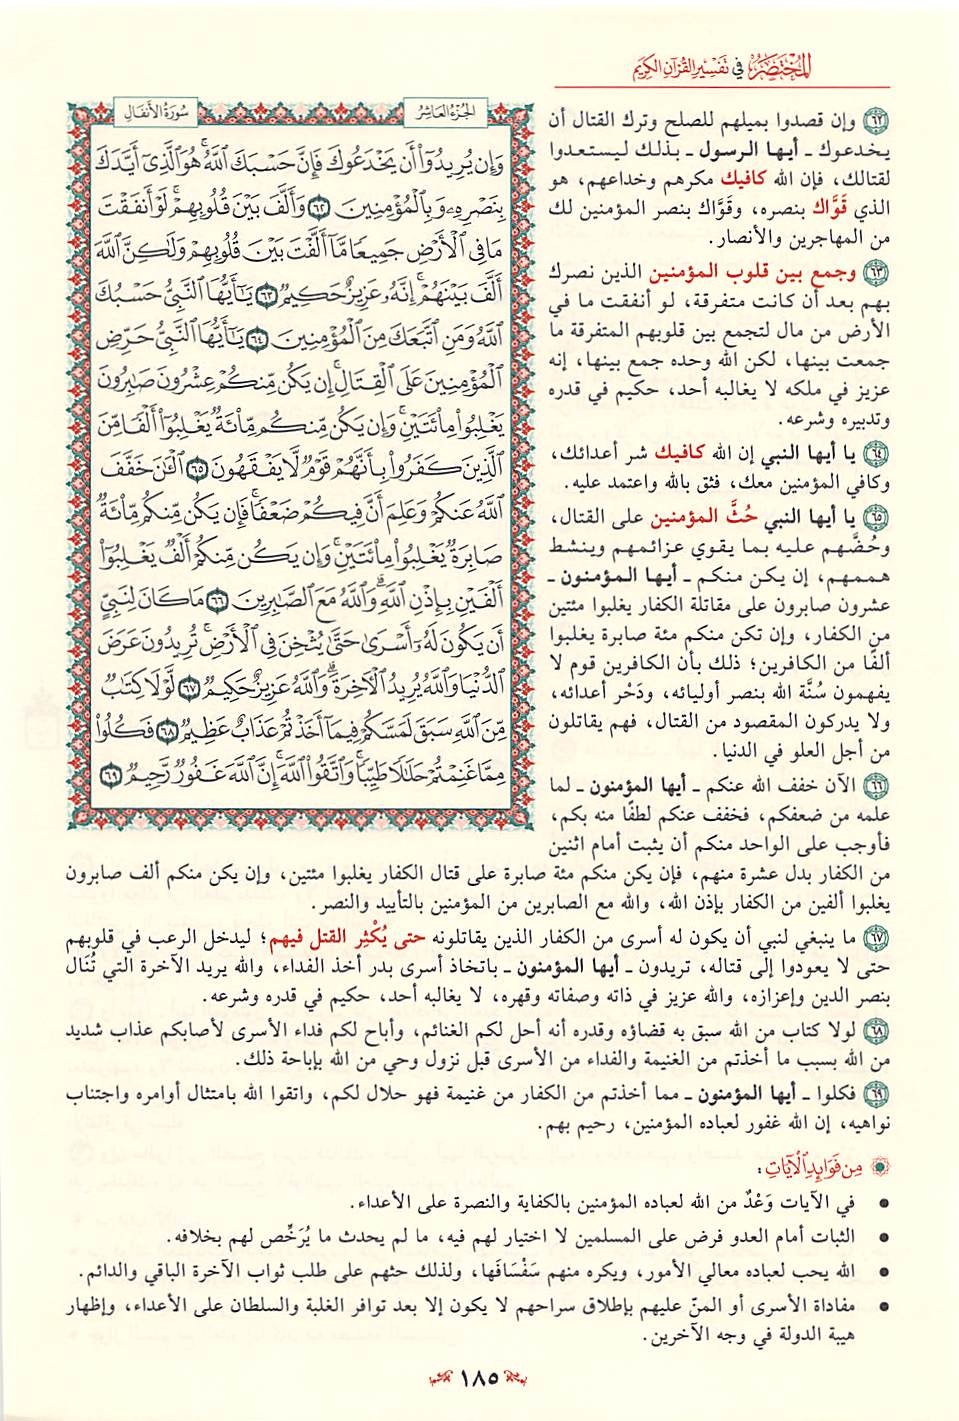 المختصر في تفسير القرآن الكريم
سورة الأنفال
الجزء العاشر
وَإِن يُرِيدُوٓاْ أَن يَخۡدَعُوكَ فَإِنَّ حَسۡبَكَ ٱللَّهُۚ هُوَ ٱلَّذِيٓ أَيَّدَكَ
بِنَصۡرِهِۦ وَبِٱلۡمُؤۡمِنِينَ ٦٢ وَأَلَّفَ بَيۡنَ قُلُوبِهِمۡۚ لَوۡ أَنفَقۡتَ
مَا فِي ٱلۡأَرۡضِ جَمِيعٗا مَّآ أَلَّفۡتَ بَيۡنَ قُلُوبِهِمۡ وَلَٰكِنَّ ٱللَّهَ
أَلَّفَ بَيۡنَهُمۡۚ إِنَّهُۥ عَزِيزٌ حَكِيمٞ ٦٣ يَٰٓأَيُّهَا ٱلنَّبِيُّ حَسۡبُكَ
ٱللَّهُ وَمَنِ ٱتَّبَعَكَ مِنَ ٱلۡمُؤۡمِنِينَ ٦٤ يَٰٓأَيُّهَا ٱلنَّبِيُّ حَرِّضِ
ٱلۡمُؤۡمِنِينَ عَلَى ٱلۡقِتَالِۚ إِن يَكُن مِّنكُمۡ عِشۡرُونَ صَٰبِرُونَ
يَغۡلِبُواْ مِاْئَتَيۡنِۚ وَإِن يَكُن مِّنكُم مِّاْئَةٞ يَغۡلِبُوٓاْ أَلۡفٗا مِّنَ
ٱلَّذِينَ كَفَرُواْ بِأَنَّهُمۡ قَوۡمٞ لَّا يَفۡقَهُونَ ٦٥ ٱلۡـَٰٔنَ خَفَّفَ
ٱللَّهُ عَنكُمۡ وَعَلِمَ أَنَّ فِيكُمۡ ضَعۡفٗاۚ فَإِن يَكُن مِّنكُم مِّاْئَةٞ
صَابِرَةٞ يَغۡلِبُواْ مِاْئَتَيۡنِۚ وَإِن يَكُن مِّنكُمۡ أَلۡفٞ يَغۡلِبُوٓاْ
أَلۡفَيۡنِ بِإِذۡنِ ٱللَّهِۗ وَٱللَّهُ مَعَ ٱلصَّٰبِرِينَ ٦٦ مَا كَانَ لِنَبِيٍّ
أَن يَكُونَ لَهُۥٓ أَسۡرَىٰ حَتَّىٰ يُثۡخِنَ فِي ٱلۡأَرۡضِۚ تُرِيدُونَ عَرَضَ
ٱلدُّنۡيَا وَٱللَّهُ يُرِيدُ ٱلۡأٓخِرَةَۗ وَٱللَّهُ عَزِيزٌ حَكِيمٞ ٦٧ لَّوۡلَا كِتَٰبٞ
مِّنَ ٱللَّهِ سَبَقَ لَمَسَّكُمۡ فِيمَآ أَخَذۡتُمۡ عَذَابٌ عَظِيمٞ ٦٨ فَكُلُواْ
مِمَّا غَنِمۡتُمۡ حَلَٰلٗا طَيِّبٗاۚ وَٱتَّقُواْ ٱللَّهَۚ إِنَّ ٱللَّهَ غَفُورٞ رَّحِيمٞ ٦٩
٦٢ وإن قصدوا بميلهم للصلح وترك القتال أن
يخدعوك ـ أيها الرسول ـ بذلك ليستعدوا
لقتالك، فإن الله كافيك مكرهم وخداعهم، هو
الذي قَوَّاك بنصره، وقَوَّاك بنصر المؤمنين لك
من المهاجرين والأنصار.
٦٣ وجمع بين قلوب المؤمنين الذين نصرك
بهم بعد أن كانت متفرقة، لو أنفقت ما في
الأرض من مال لتجمع بين قلوبهم المتفرقة ما
جمعت بينها، لكن الله وحده جمع بينها، إنه
عزيز في ملكه لا يغالبه أحد، حكيم في قدره
وتدبيره وشرعه.
٦٤ يا أيها النبي إن الله كافيك شر أعدائك،
وكافي المؤمنين معك، فثق بالله واعتمد عليه.
٦٥ يا أيها النبي حُثَّ المؤمنين على القتال،
وحُضَّهم عليه بما يقوي عزائمهم وينشط
هممهم، إن يكن منكم ـ أيها المؤمنون ـ
عشرون صابرون على مقاتلة الكفار يغلبوا مئتين
من الكفار، وإن تكن منكم مئة صابرة يغلبوا
ألفًا من الكافرين؛ ذلك بأن الكافرين قوم لا
يفهمون سُنَّة الله بنصر أوليائه، ودَحْر أعدائه،
ولا يدركون المقصود من القتال، فهم يقاتلون
من أجل العلو في الدنيا.
٦٦ الآن خفف الله عنكم ـ أيها المؤمنون ـ لما
علمه من ضعفكم، فخفف عنكم لطفًا منه بكم،
فأوجب على الواحد منكم أن يثبت أمام اثنين
من الكفار بدل عشرة منهم، فإن يكن منكم مئة صابرة على قتال الكفار يغلبوا مئتين، وإن يكن منكم ألف صابرون
يغلبوا ألفين من الكفار بإذن الله، والله مع الصابرين من المؤمنين بالتأييد والنصر.
٦٧ ما ينبغي لنبي أن يكون له أسرى من الكفار الذين يقاتلونه حتى يُكْثِر القتل فيهم؛ ليدخل الرعب في قلوبهم
حتى لا يعودوا إلى قتاله، تريدون ـ أيها المؤمنون ـ باتخاذ أسرى بدر أخذ الفداء، والله يريد الآخرة التي تُنَال
بنصر الدين وإعزازه، والله عزيز في ذاته وصفاته وقهره، لا يغالبه أحد، حكيم في قدره وشرعه.
٦٨ لولا كتاب من الله سبق به قضاؤه وقدره أنه أحل لكم الغنائم، وأباح لكم فداء الأسرى لأصابكم عذاب شديد
من الله بسبب ما أخذتم من الغنيمة والفداء من الأسرى قبل نزول وحي من الله بإباحة ذلك.
٦٩ فكلوا ـ أيها المؤمنون ـ مما أخذتم من الكفار من غنيمة فهو حلال لكم، واتقوا الله بامتثال أوامره واجتناب
نواهيه، إن الله غفور لعباده المؤمنين، رحيم بهم.
من فوائد الآيات:
• في الآيات وَعْدٌ من الله لعباده المؤمنين بالكفاية والنصرة على الأعداء.
• الثبات أمام العدو فرض على المسلمين لا اختيار لهم فيه، ما لم يحدث ما يُرَخِّص لهم بخلافه.
• الله يحب لعباده معالي الأمور، ويكره منهم سَفْسَافَها، ولذلك حثهم على طلب ثواب الآخرة الباقي والدائم.
• مفاداة الأسرى أو المنّ عليهم بإطلاق سراحهم لا يكون إلا بعد توافر الغلبة والسلطان على الأعداء، وإظهار
هيبة الدولة في وجه الآخرين.
١٨٥